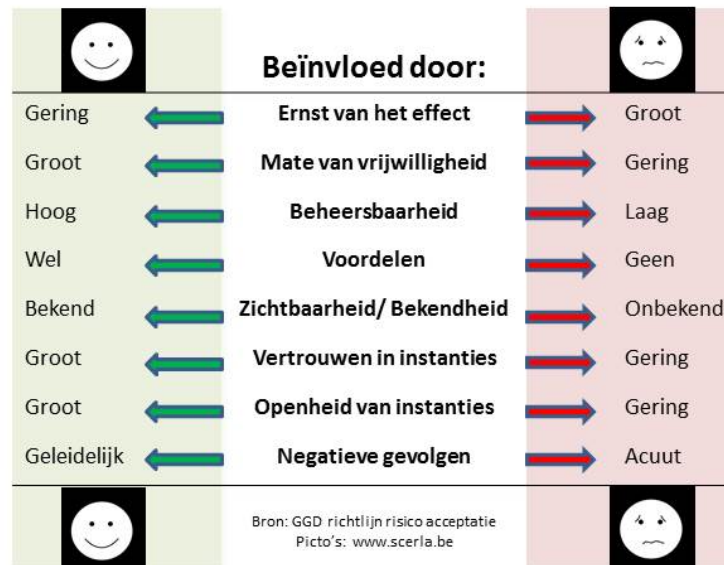 Beïnvloed door:
Gering Ernst van het effect Groot
Groot Mate van vrijwilligheid Gering
Hoog Beheersbaarheid Laag
Wel Voordelen Geen
Bekend Zichtbaarheid/ Bekendheid Onbekend
Groot Vertrouwen in instanties Gering
Groot Openheid van instanties Gering
Geleidelijk Negatieve gevolgen Acuut
Bron: GGD richtlijn risico acceptatie
Picto's: www.scerla.be